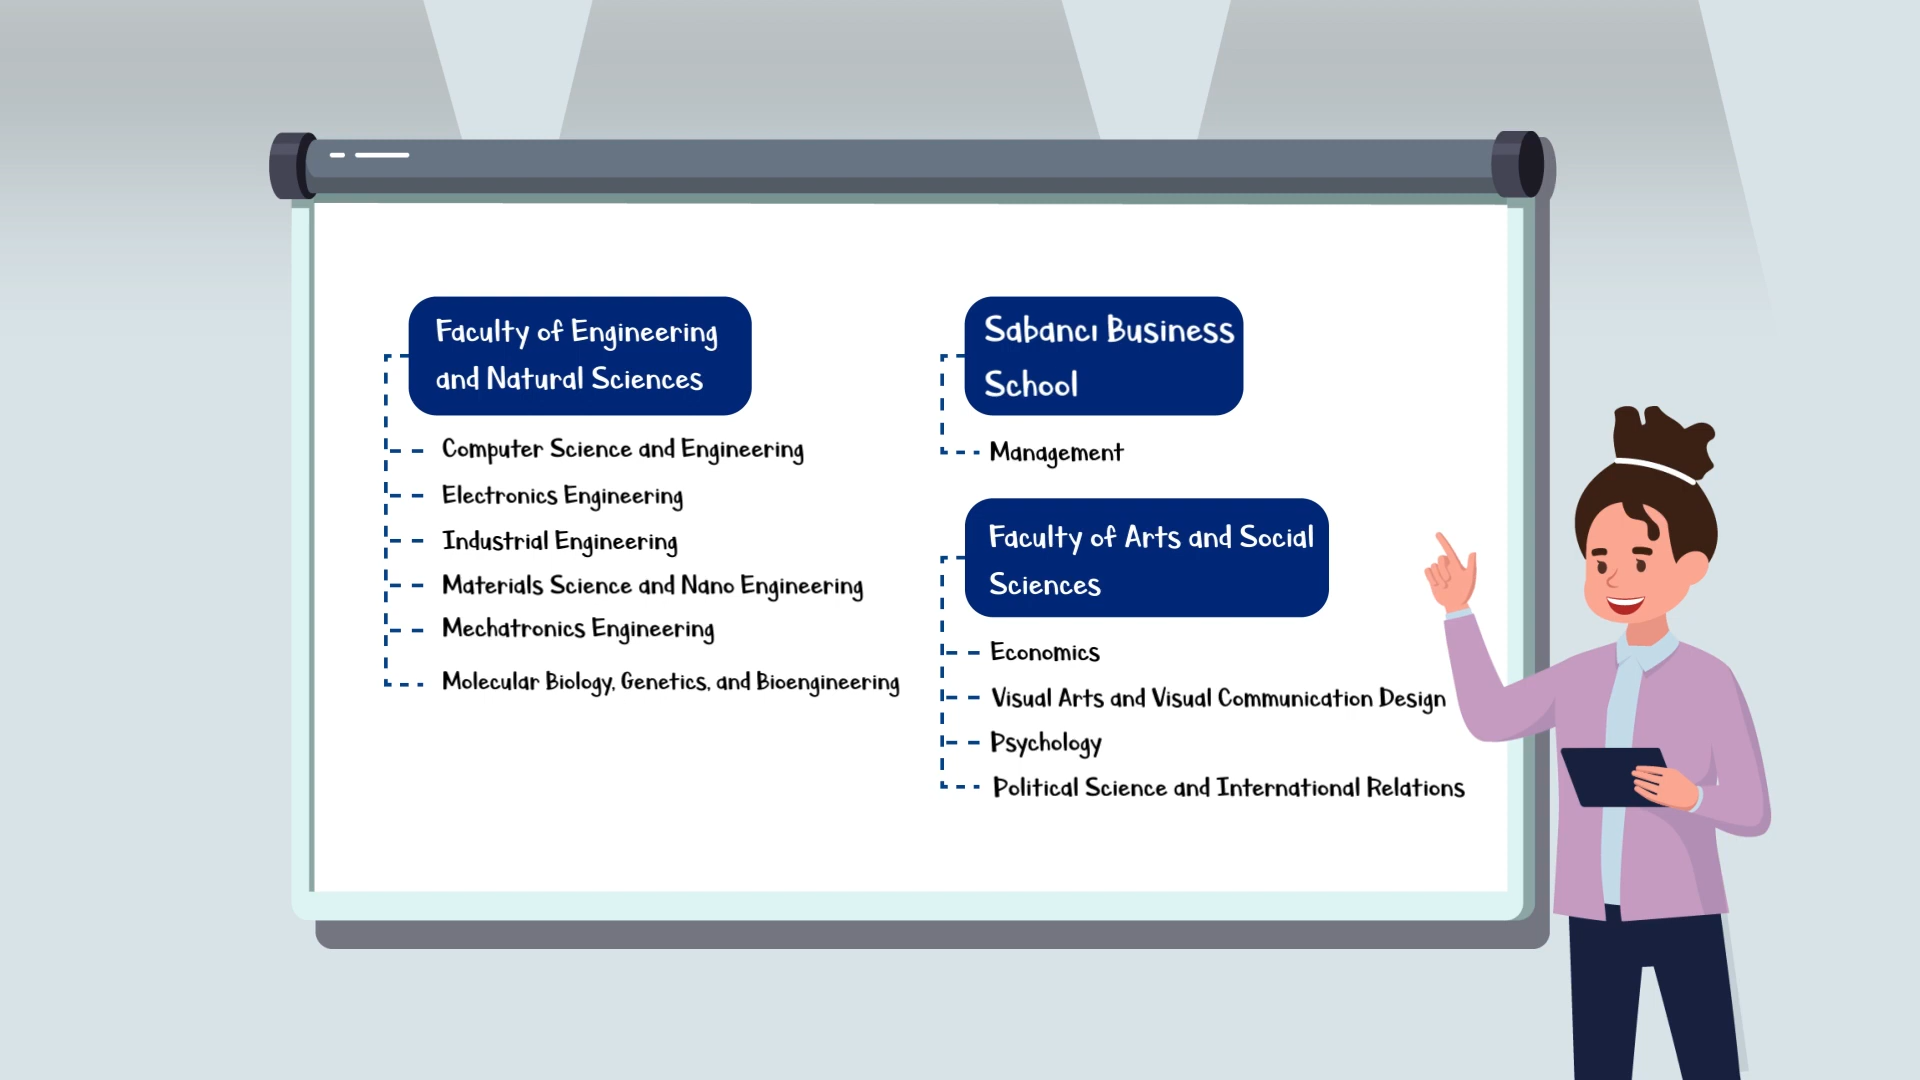 Faculty of Engineering
and Natural Sciences
Computer Science and Engineering
Electronics Engineering
Industrial Engineering
Materials Science and Nano Engineering
Mechatronics Engineering
Molecular Biology, Genetics, and Bioengineering
Sabancı Business
School
Management
Faculty of Arts and Social
Sciences
Economics
Visual Arts and Visual Communication Design
Psychology
Political Science and International Relations